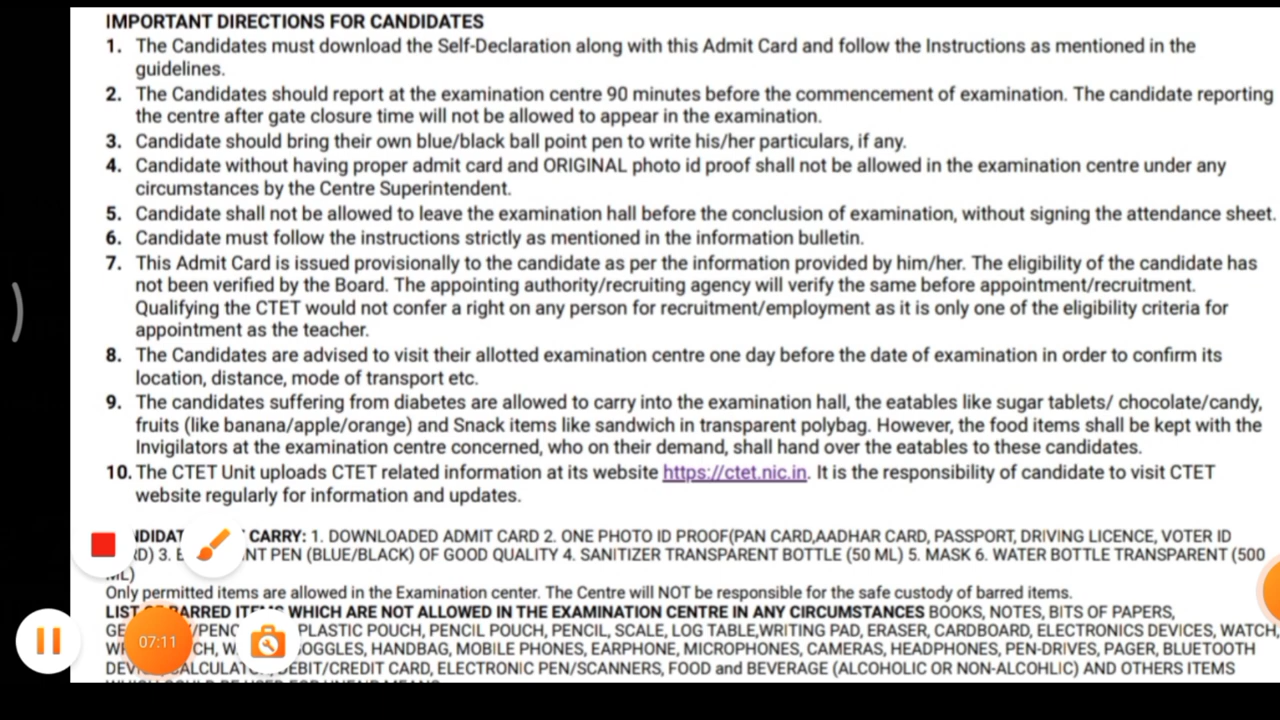 IMPORTANT DIRECTIONS FOR CANDIDATES
1. The Candidates must download the Self-Declaration along with this Admit Card and follow the Instructions as mentioned in the
guidelines.
2. The Candidates should report at the examination centre 90 minutes before the commencement of examination. The candidate reporting
the centre after gate closure time will not be allowed to appear in the examination.
3. Candidate should bring their own blue/black ball point pen to write his/her particulars, if any.
4. Candidate without having proper admit card and ORIGINAL photo id proof shall not be allowed in the examination centre under any
circumstances by the Centre Superintendent.
5. Candidate shall not be allowed to leave the examination hall before the conclusion of examination, without signing the attendance sheet.
6. Candidate must follow the instructions strictly as mentioned in the information bulletin.
7. This Admit Card is issued provisionally to the candidate as per the information provided by him/her. The eligibility of the candidate has
not been verified by the Board. The appointing authority/recruiting agency will verify the same before appointment/recruitment.
Qualifying the CTET would not confer a right on any person for recruitment/employment as it is only one of the eligibility criteria for
appointment as the teacher.
8. The Candidates are advised to visit their allotted examination centre one day before the date of examination in order to confirm its
location, distance, mode of transport etc.
9. The candidates suffering from diabetes are allowed to carry into the examination hall, the eatables like sugar tablets/ chocolate/candy,
fruits (like banana/apple/orange) and Snack items like sandwich in transparent polybag. However, the food items shall be kept with the
Invigilators at the examination centre concerned, who on their demand, shall hand over the eatables to these candidates.
10. The CTET Unit uploads CTET related information at its website https://ctet.nic.in. It is the responsibility of candidate to visit CTET
website regularly for information and updates.
CARRY: 1. DOWNLOADED ADMIT CARD 2. ONE PHOTO ID PROOF(PAN CARD,AADHAR CARD, PASSPORT, DRIVING LICENCE, VOTER ID
3. PEN (BLUE/BLACK) OF GOOD QUALITY 4. SANITIZER TRANSPARENT BOTTLE (50 ML) 5. MASK 6. WATER BOTTLE TRANSPARENT (500
ML)
Only permitted items are allowed in the Examination center. The Centre will NOT be responsible for the safe custody of barred items.
LIST BARRED WHICH ARE NOT ALLOWED IN THE EXAMINATION CENTRE IN ANY CIRCUMSTANCES BOOKS, NOTES, BITS OF PAPERS,
PLASTIC POUCH, PENCIL POUCH, PENCIL, SCALE, LOG TABLE,WRITING PAD, ERASER, CARDBOARD, ELECTRONICS DEVICES, WATCH,
HANDBAG, MOBILE PHONES, EARPHONE, MICROPHONES, CAMERAS, HEADPHONES, PEN-DRIVES, PAGER, BLUETOOTH
CARD, ELECTRONIC PEN/SCANNERS, FOOD and BEVERAGE (ALCOHOLIC OR NON-ALCOHLIC) AND OTHERS ITEMS
07:11